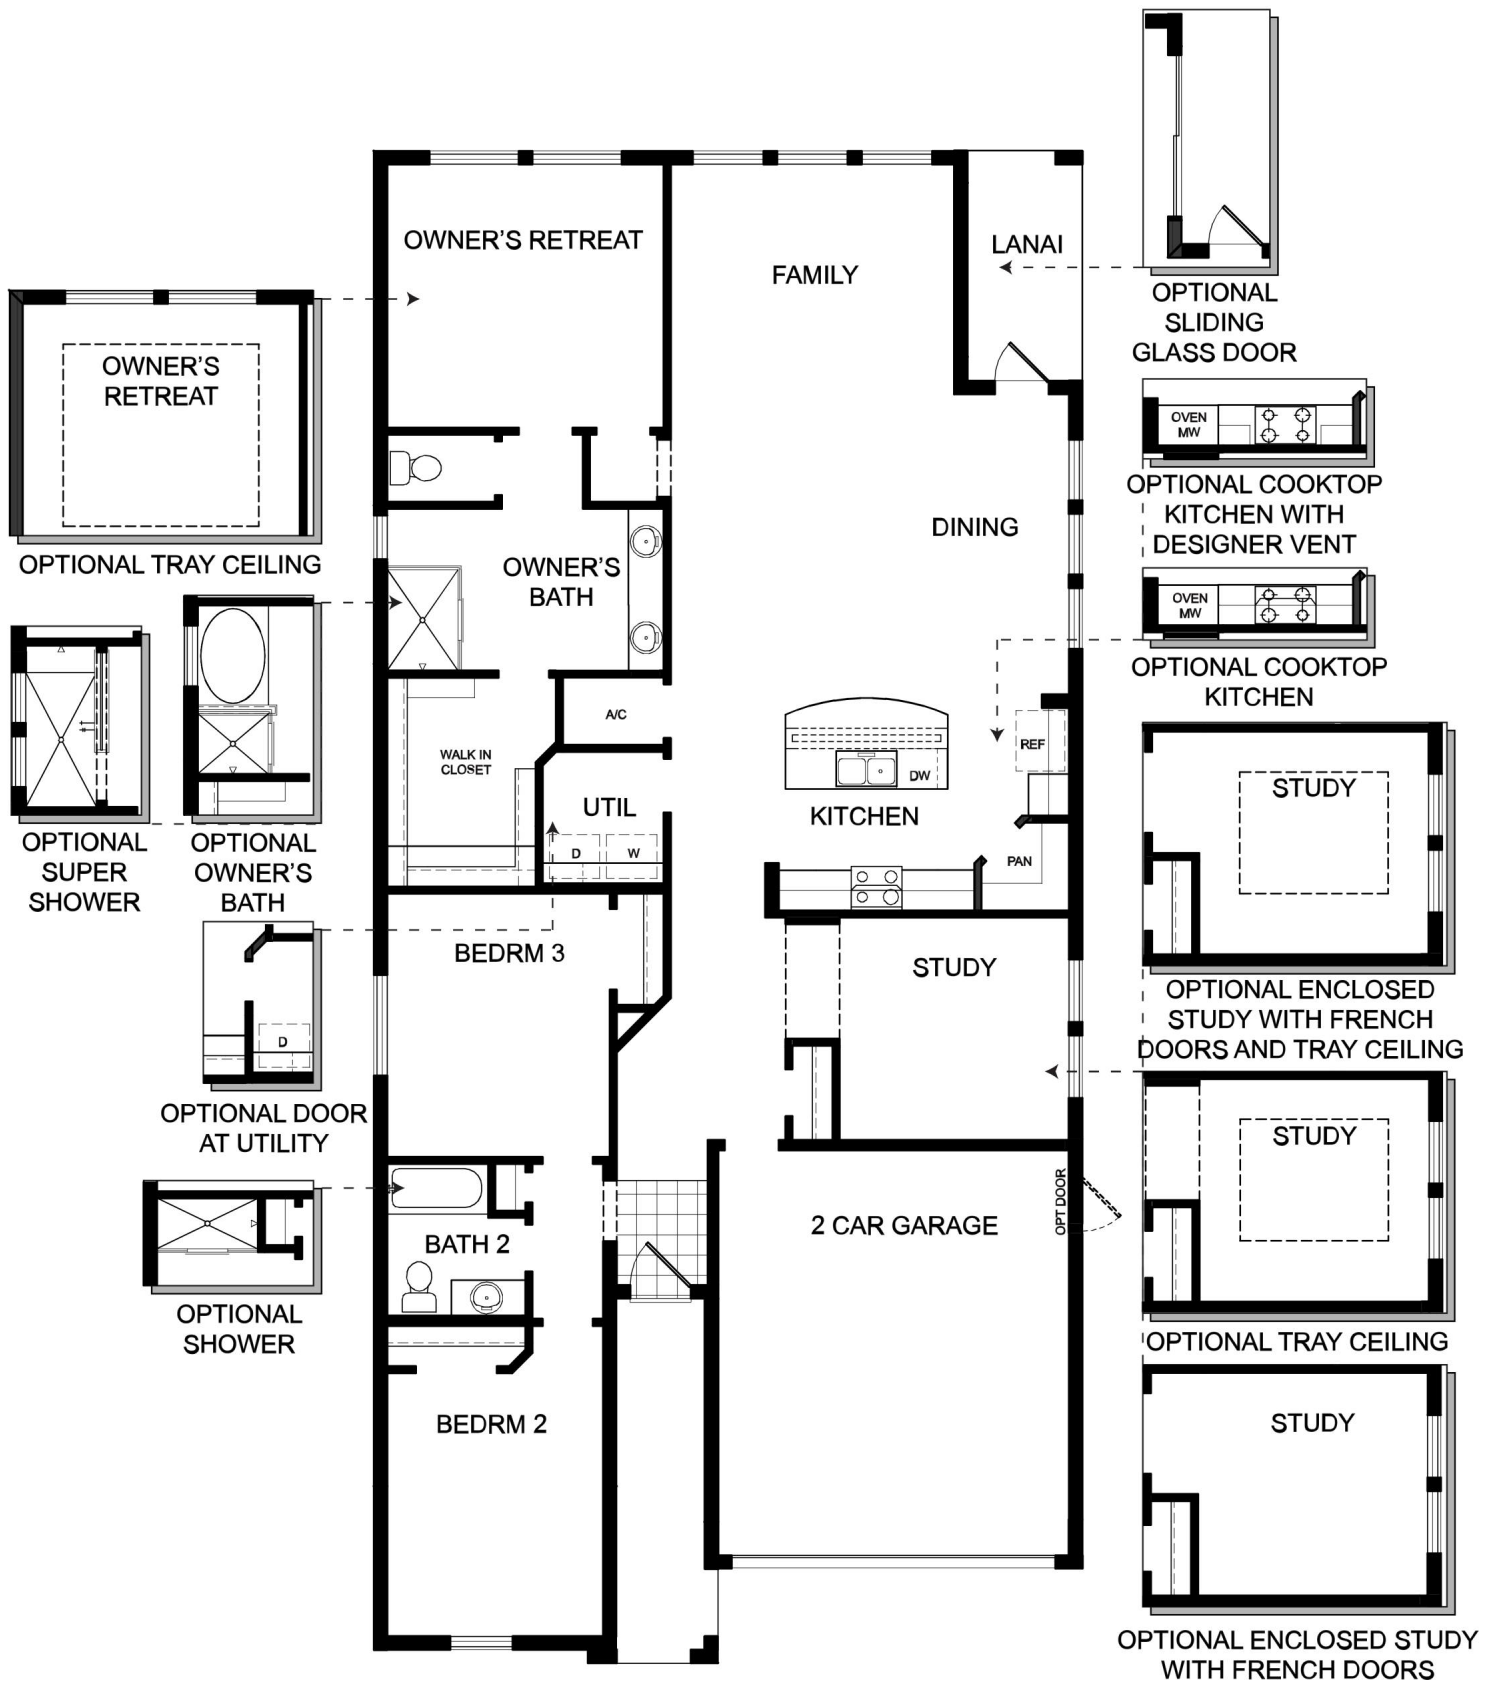 OWNER'S RETREAT
FAMILY
LANAI
OPTIONAL
SLIDING
GLASS DOOR
OWNER'S
RETREAT
OPTIONAL TRAY CEILING
OVEN
MW
OPTIONAL COOKTOP
KITCHEN WITH
DESIGNER VENT
DINING
OWNER'S
BATH
OVEN
MW
OPTIONAL COOKTOP
KITCHEN
A/C
WALK IN
CLOSET
REF
DW
UTIL
KITCHEN
D
W
PAN
STUDY
OPTIONAL
SUPER
SHOWER
OPTIONAL
OWNER'S
BATH
BEDRM 3
STUDY
OPTIONAL ENCLOSED
STUDY WITH FRENCH
DOORS AND TRAY CEILING
D
OPTIONAL DOOR
AT UTILITY
STUDY
OPT DOOR
2 CAR GARAGE
BATH 2
OPTIONAL
SHOWER
OPTIONAL TRAY CEILING
BEDRM 2
STUDY
OPTIONAL ENCLOSED STUDY
WITH FRENCH DOORS